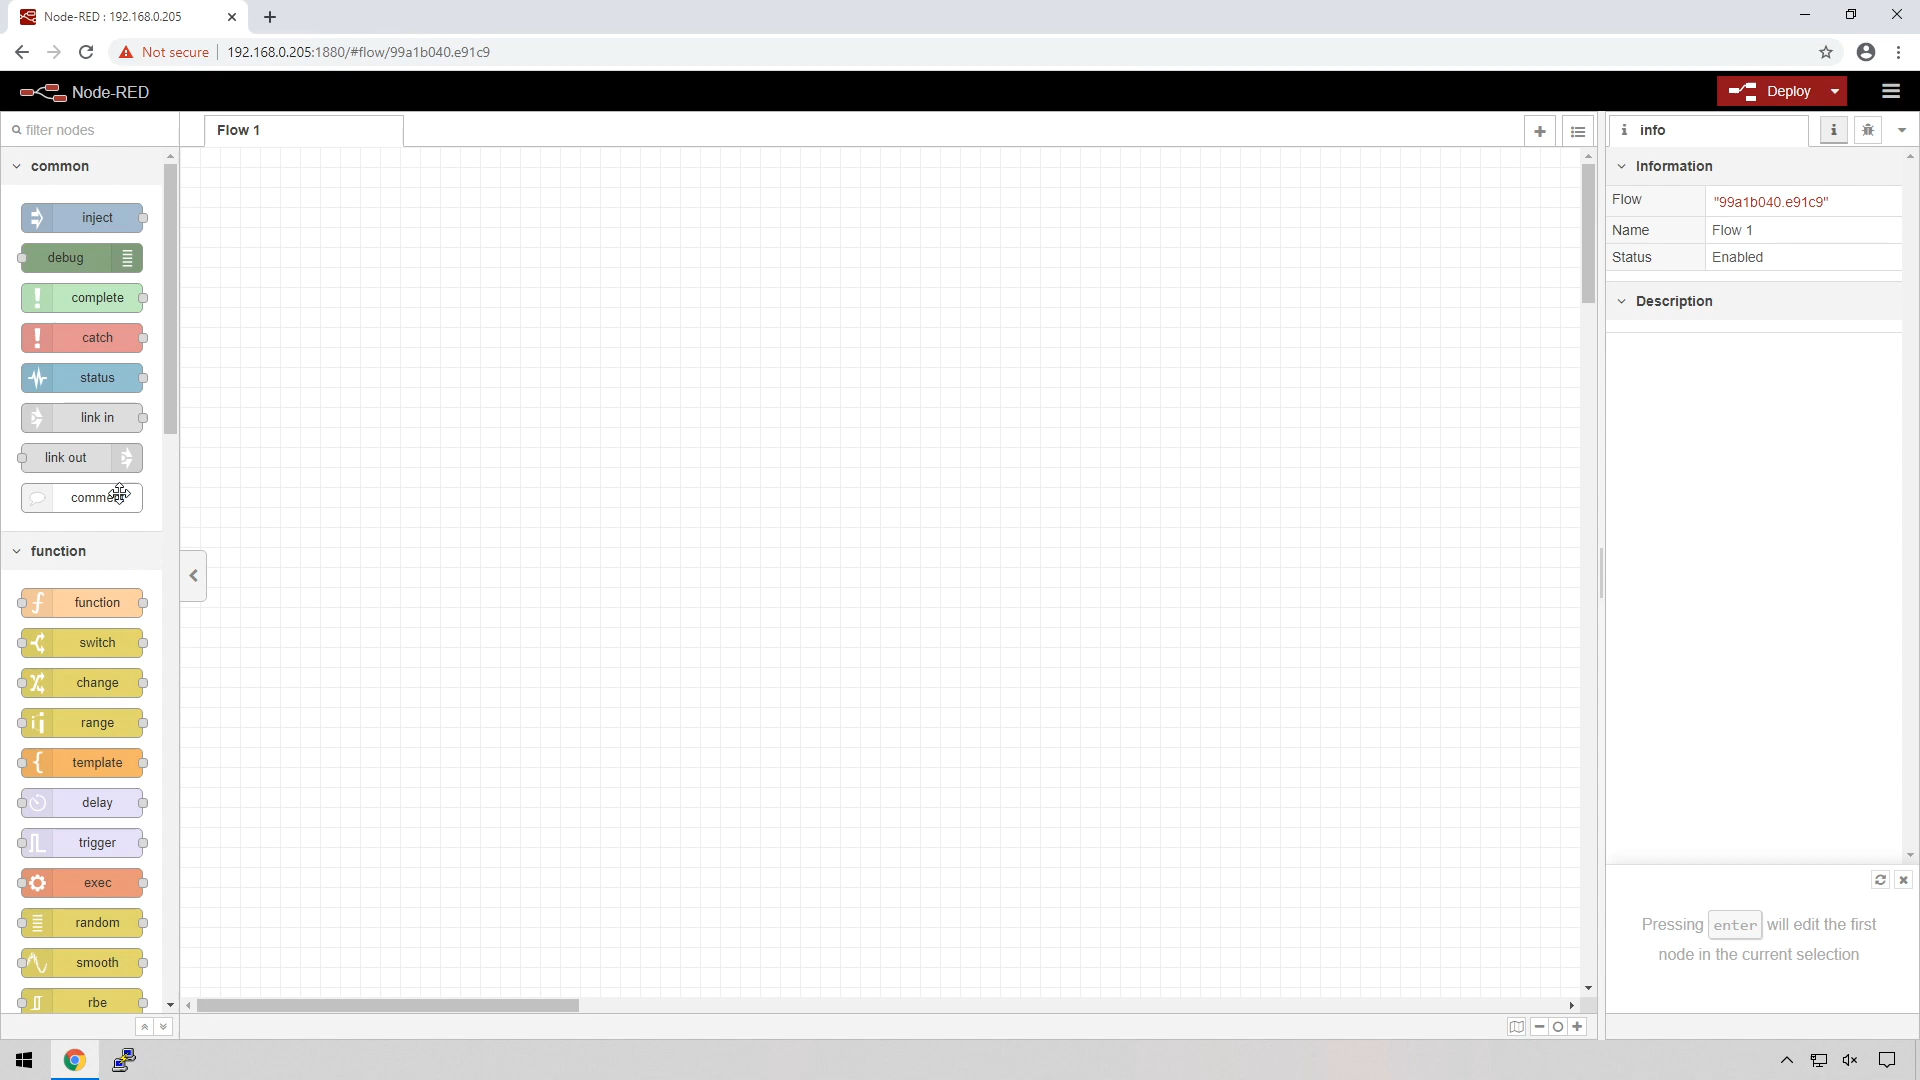 Node-RED : 192.168.0.205
Not secure
192.168.0.205:1880/#flow/99a1b040.e91c9
Node-RED
Deploy
filter nodes
Flow 1
info
common
inject
debug
complete
catch
status
link in
link out
function
function
switch
change
range
template
delay
trigger
exec
random
smooth
rbe
Information
Flow "99a1b040.e91c9"
Name Flow 1
Status Enabled
Description
Pressing enter will edit the first
node in the current selection